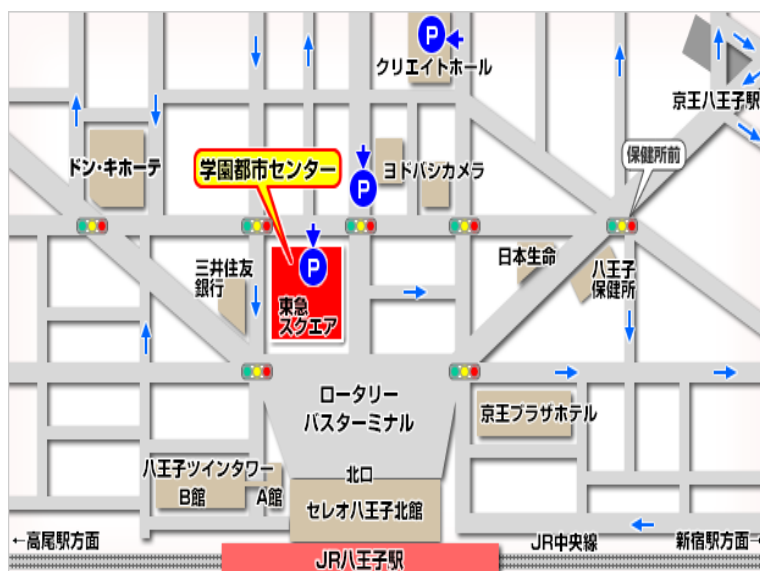 P
クリエイトホール
京王八王子駅
ドン・キホーテ
学園都市センター
ヨドバシカメラ
保健所前
P
P
三井住友
銀行
東急
スクエア
日本生命
八王子
保健所
ロータリー
バスターミナル
京王プラザホテル
八王子ツインタワー
B館
A館
北口
セレオ八王子北館
←高尾駅方面
JR中央線
新宿駅方面→
JR八王子駅